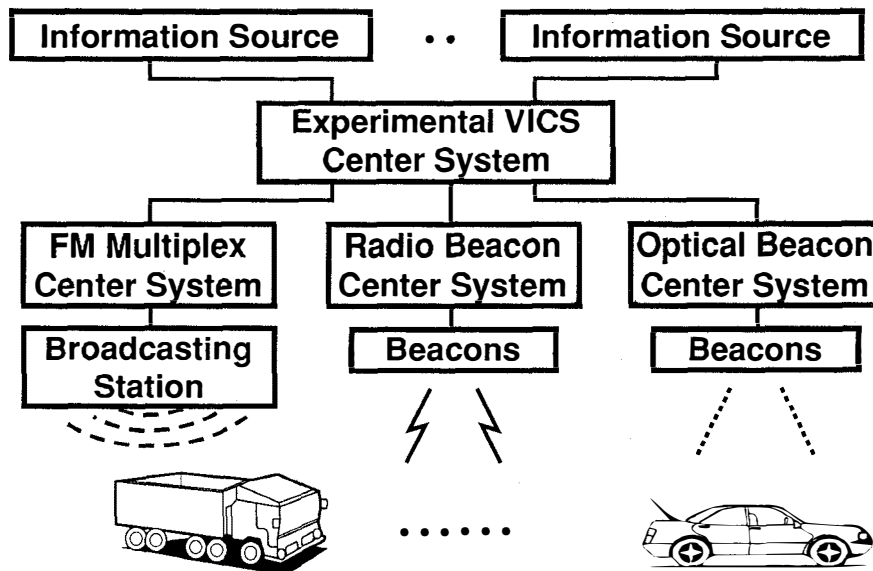 Information Source
Information Source
Experimental VICS
Center System
FM Multiplex
Center System
Radio Beacon
Center System
Optical Beacon
Center System
Broadcasting
Station
Beacons
Beacons